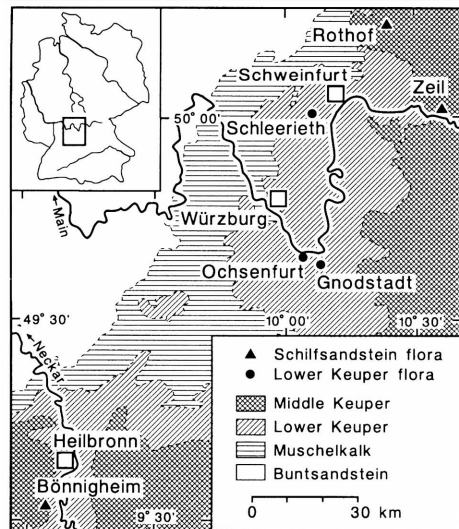 Rothof
Schweinfurt
Zeil
50° 00'
Schleerieth
Main
Würzburg
Ochsenfurt
Gnodstadt
49° 30'
10° 00'
10° 30'
Neckar
Heilbronn
Bönnigheim
9° 30'
Schilfsandstein flora
Lower Keuper flora
Middle Keuper
Lower Keuper
Muschelkalk
Buntsandstein
0 30 km